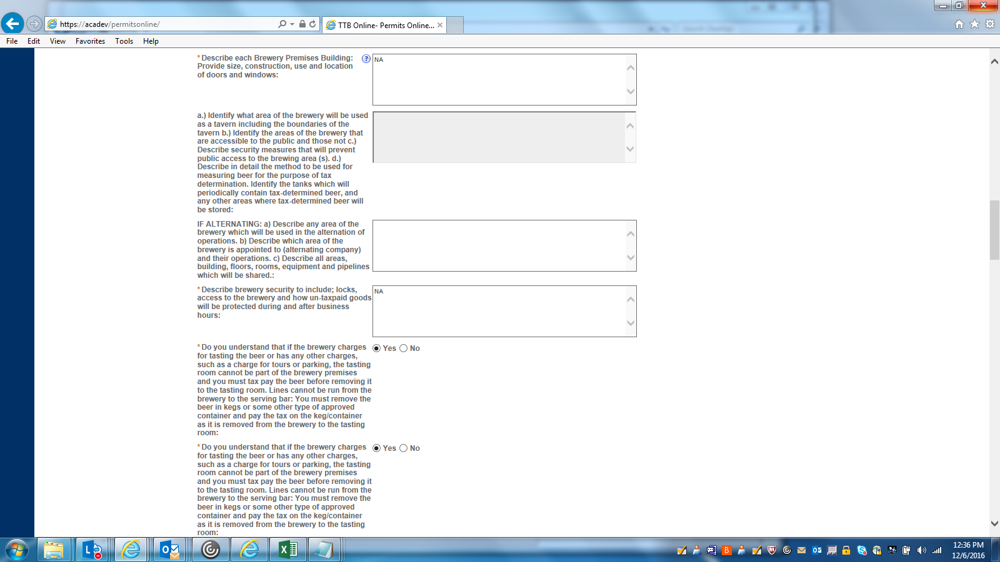 https://acadev/permitsonline/
TTB Online- Permits Online...
File Edit View Favorites Tools Help
* Describe each Brewery Premises Building:
Provide size, construction, use and location
of doors and windows:
NA
a.) Identify what area of the brewery will be used
as a tavern including the boundaries of the
tavern b.) Identify the areas of the brewery that
are accessible to the public and those not c.)
Describe security measures that will prevent
public access to the brewing area (s). d.)
Describe in detail the method to be used for
measuring beer for the purpose of tax
determination. Identify the tanks which will
periodically contain tax-determined beer, and
any other areas where tax-determined beer will
be stored:
IF ALTERNATING: a) Describe any area of the
brewery which will be used in the alternation of
operations. b) Describe which area of the
brewery is appointed to (alternating company)
and their operations. c) Describe all areas,
building, floors, rooms, equipment and pipelines
which will be shared.:
* Describe brewery security to include; locks,
access to the brewery and how un-taxpaid goods
will be protected during and after business
hours:
NA
* Do you understand that if the brewery charges
for tasting the beer or has any other charges,
such as a charge for tours or parking, the tasting
room cannot be part of the brewery premises
and you must tax pay the beer before removing it
to the tasting room. Lines cannot be run from the
brewery to the serving bar: You must remove the
beer in kegs or some other type of approved
container and pay the tax on the keg/container
as it is removed from the brewery to the tasting
room:
Yes No
* Do you understand that if the brewery charges
for tasting the beer or has any other charges,
such as a charge for tours or parking, the tasting
room cannot be part of the brewery premises
and you must tax pay the beer before removing it
to the tasting room. Lines cannot be run from the
brewery to the serving bar: You must remove the
beer in kegs or some other type of approved
container and pay the tax on the keg/container
as it is removed from the brewery to the tasting
room:
Yes No
12:36 PM
12/6/2016